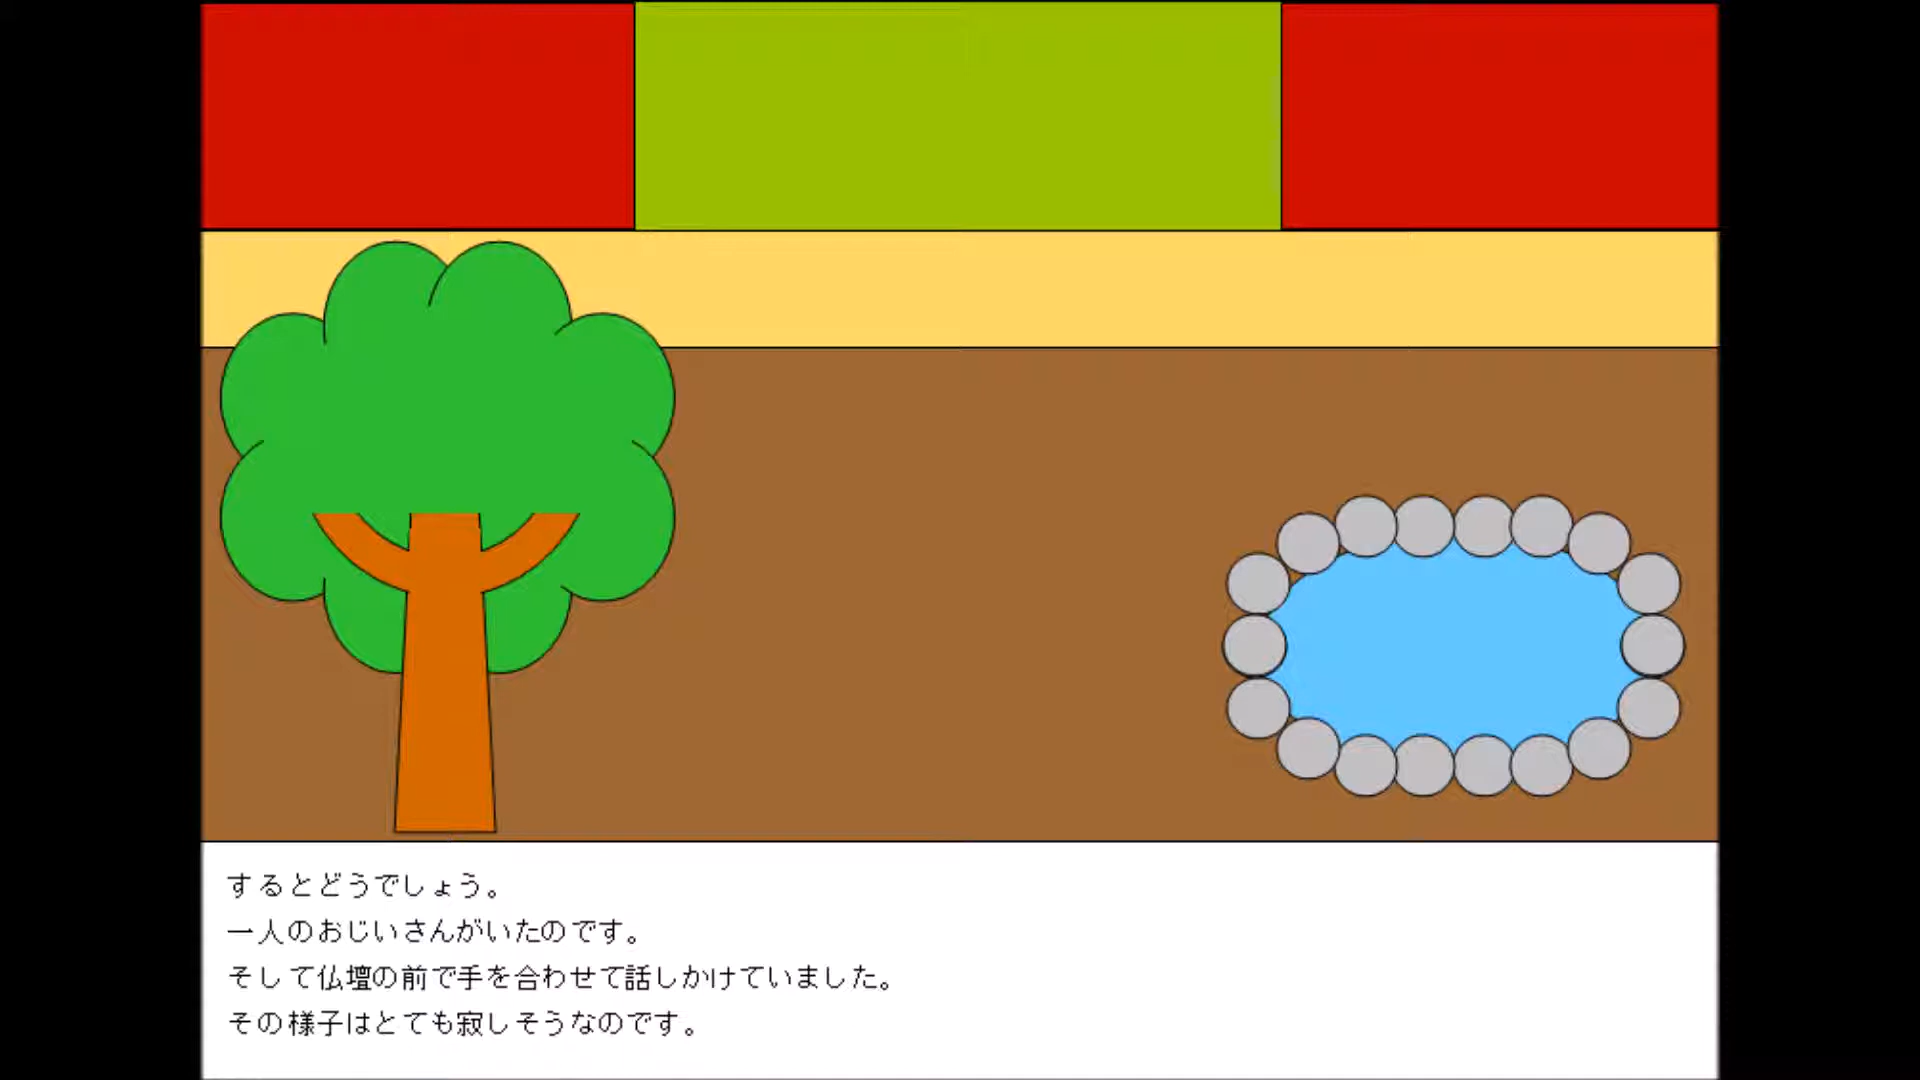 するとどうでしょう。
一人のおじいさんがいたのです。
そして仏壇の前で手を合わせて話しかけていました。
その様子はとても寂しそうなのです。